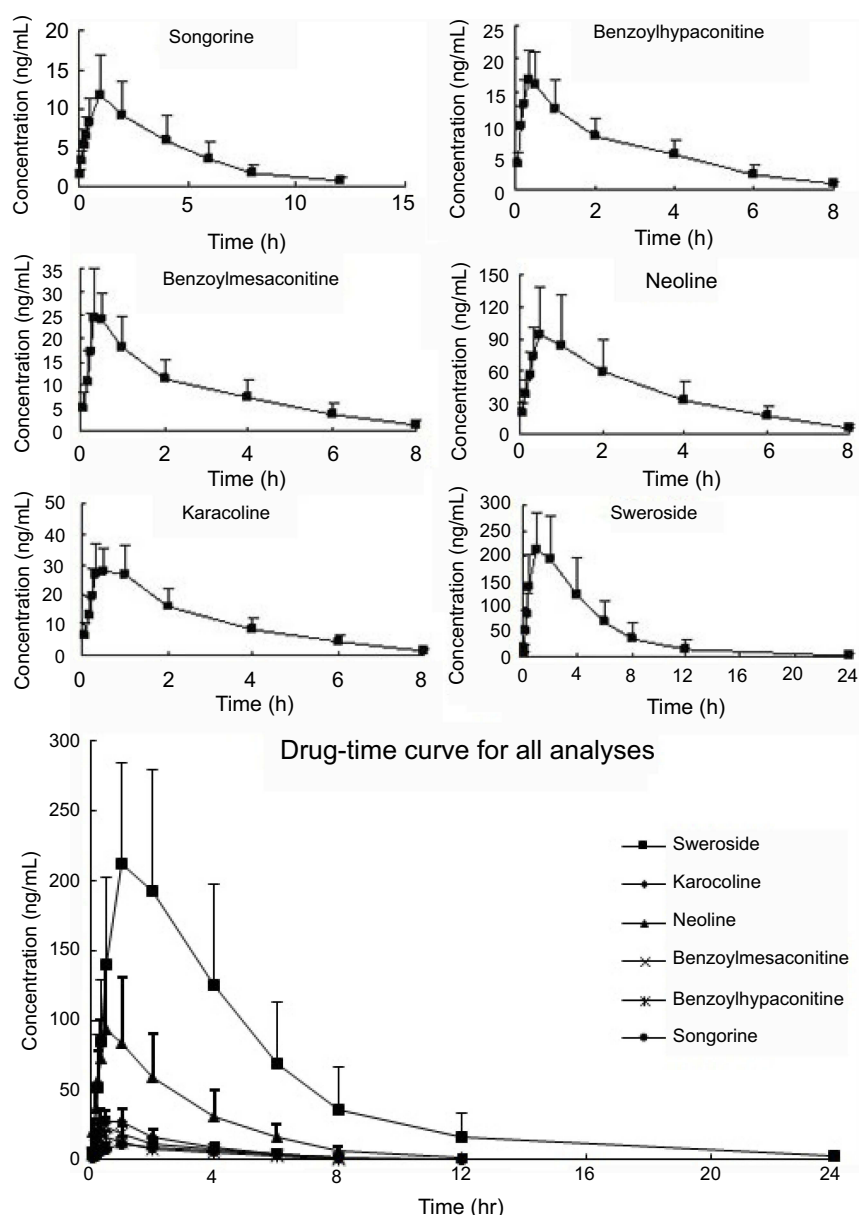 Songorine
Concentration (ng/mL)
20
15
10
5
0
0 5 10 15
Time (h)
Benzoylhypaconitine
Concentration (ng/mL)
25
20
15
10
5
0
0 2 4 6 8
Time (h)
Benzoylmesaconitine
Concentration (ng/mL)
35
30
25
20
15
10
5
0
0 2 4 6 8
Time (h)
Neoline
Concentration (ng/mL)
150
120
90
60
30
0
0 2 4 6 8
Time (h)
Karacoline
Concentration (ng/mL)
50
40
30
20
10
0
0 2 4 6 8
Time (h)
Sweroside
Concentration (ng/mL)
300
250
200
150
100
50
0
0 4 8 12 16 20 24
Time (h)
Drug-time curve for all analyses
Concentration (ng/mL)
300
250
200
150
100
50
0
0 4 8 12 16 20 24
Time (hr)
Sweroside
Karocoline
Neoline
Benzoylmesaconitine
Benzoylhypaconitine
Songorine